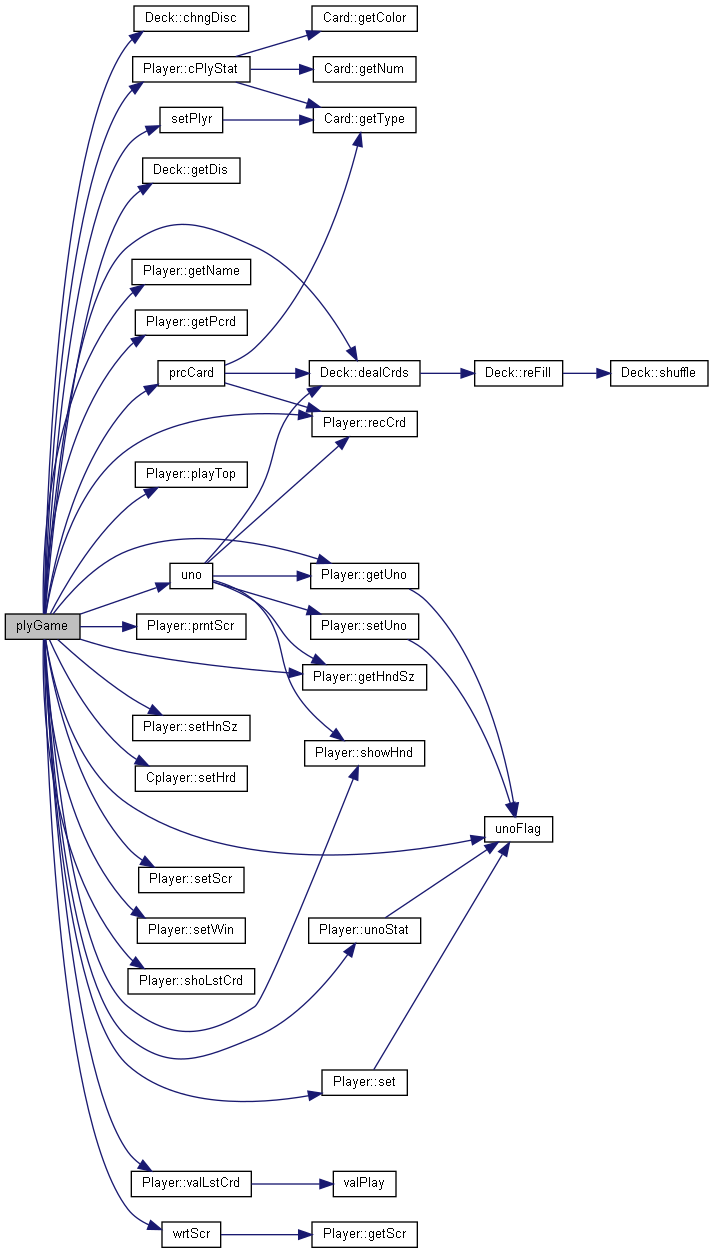 Deck::chngDisc
Card::getColor
Player::cPlyStat
Card::getNum
setPlyr
Card::getType
Deck::getDis
Player::getName
Player::getPcrd
prcCard
Deck::dealCrds
Deck::reFill
Deck::shuffle
Player::recCrd
Player::playTop
uno
Player::getUno
plyGame
Player::prntScr
Player::setUno
Player::getHndSz
Player::setHnSz
Player::showHnd
Cplayer::setHrd
unoFlag
Player::setScr
Player::setWin
Player::unoStat
Player::shoLstCrd
Player::set
Player::valLstCrd
valPlay
wrtScr
Player::getScr